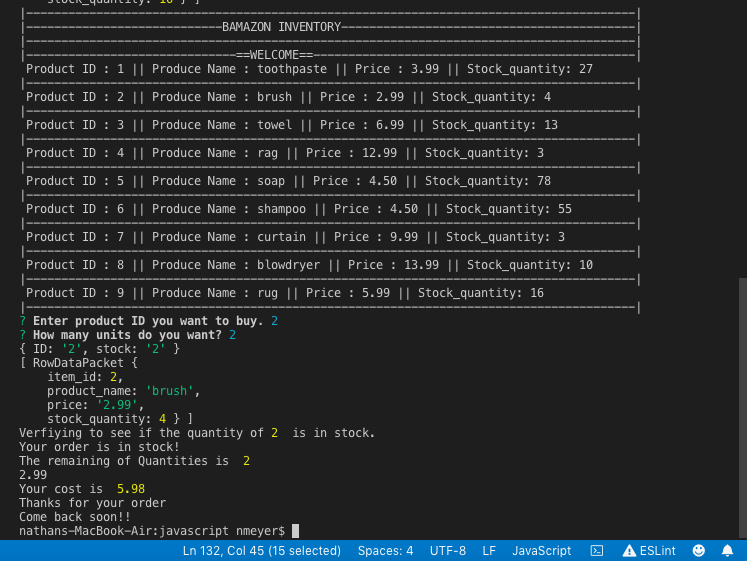 stock_quantity: 16 } ]
|---------------------------------------------------------------------------------------|
|----------------------------BAMAZON INVENTORY------------------------------------------|
|---------------------------------------------------------------------------------------|
|------------------------------==WELCOME==----------------------------------------------|
Product ID : 1 || Produce Name : toothpaste || Price : 3.99 || Stock_quantity: 27
|---------------------------------------------------------------------------------------|
Product ID : 2 || Produce Name : brush || Price : 2.99 || Stock_quantity: 4
|---------------------------------------------------------------------------------------|
Product ID : 3 || Produce Name : towel || Price : 6.99 || Stock_quantity: 13
|---------------------------------------------------------------------------------------|
Product ID : 4 || Produce Name : rag || Price : 12.99 || Stock_quantity: 3
|---------------------------------------------------------------------------------------|
Product ID : 5 || Produce Name : soap || Price : 4.50 || Stock_quantity: 78
|---------------------------------------------------------------------------------------|
Product ID : 6 || Produce Name : shampoo || Price : 4.50 || Stock_quantity: 55
|---------------------------------------------------------------------------------------|
Product ID : 7 || Produce Name : curtain || Price : 9.99 || Stock_quantity: 3
|---------------------------------------------------------------------------------------|
Product ID : 8 || Produce Name : blowdryer || Price : 13.99 || Stock_quantity: 10
|---------------------------------------------------------------------------------------|
Product ID : 9 || Produce Name : rug || Price : 5.99 || Stock_quantity: 16
|---------------------------------------------------------------------------------------|
? Enter product ID you want to buy. 2
? How many units do you want? 2
{ ID: '2', stock: '2' }
[ RowDataPacket {
item_id: 2,
product_name: 'brush',
price: '2.99',
stock_quantity: 4 } ]
Verfiying to see if the quantity of 2  is in stock.
Your order is in stock!
The remaining of Quantities is  2
2.99
Your cost is  5.98
Thanks for your order
Come back soon!!
nathans-MacBook-Air:javascript nmeyer$
Ln 132, Col 45 (15 selected) Spaces: 4 UTF-8 LF JavaScript ESLint